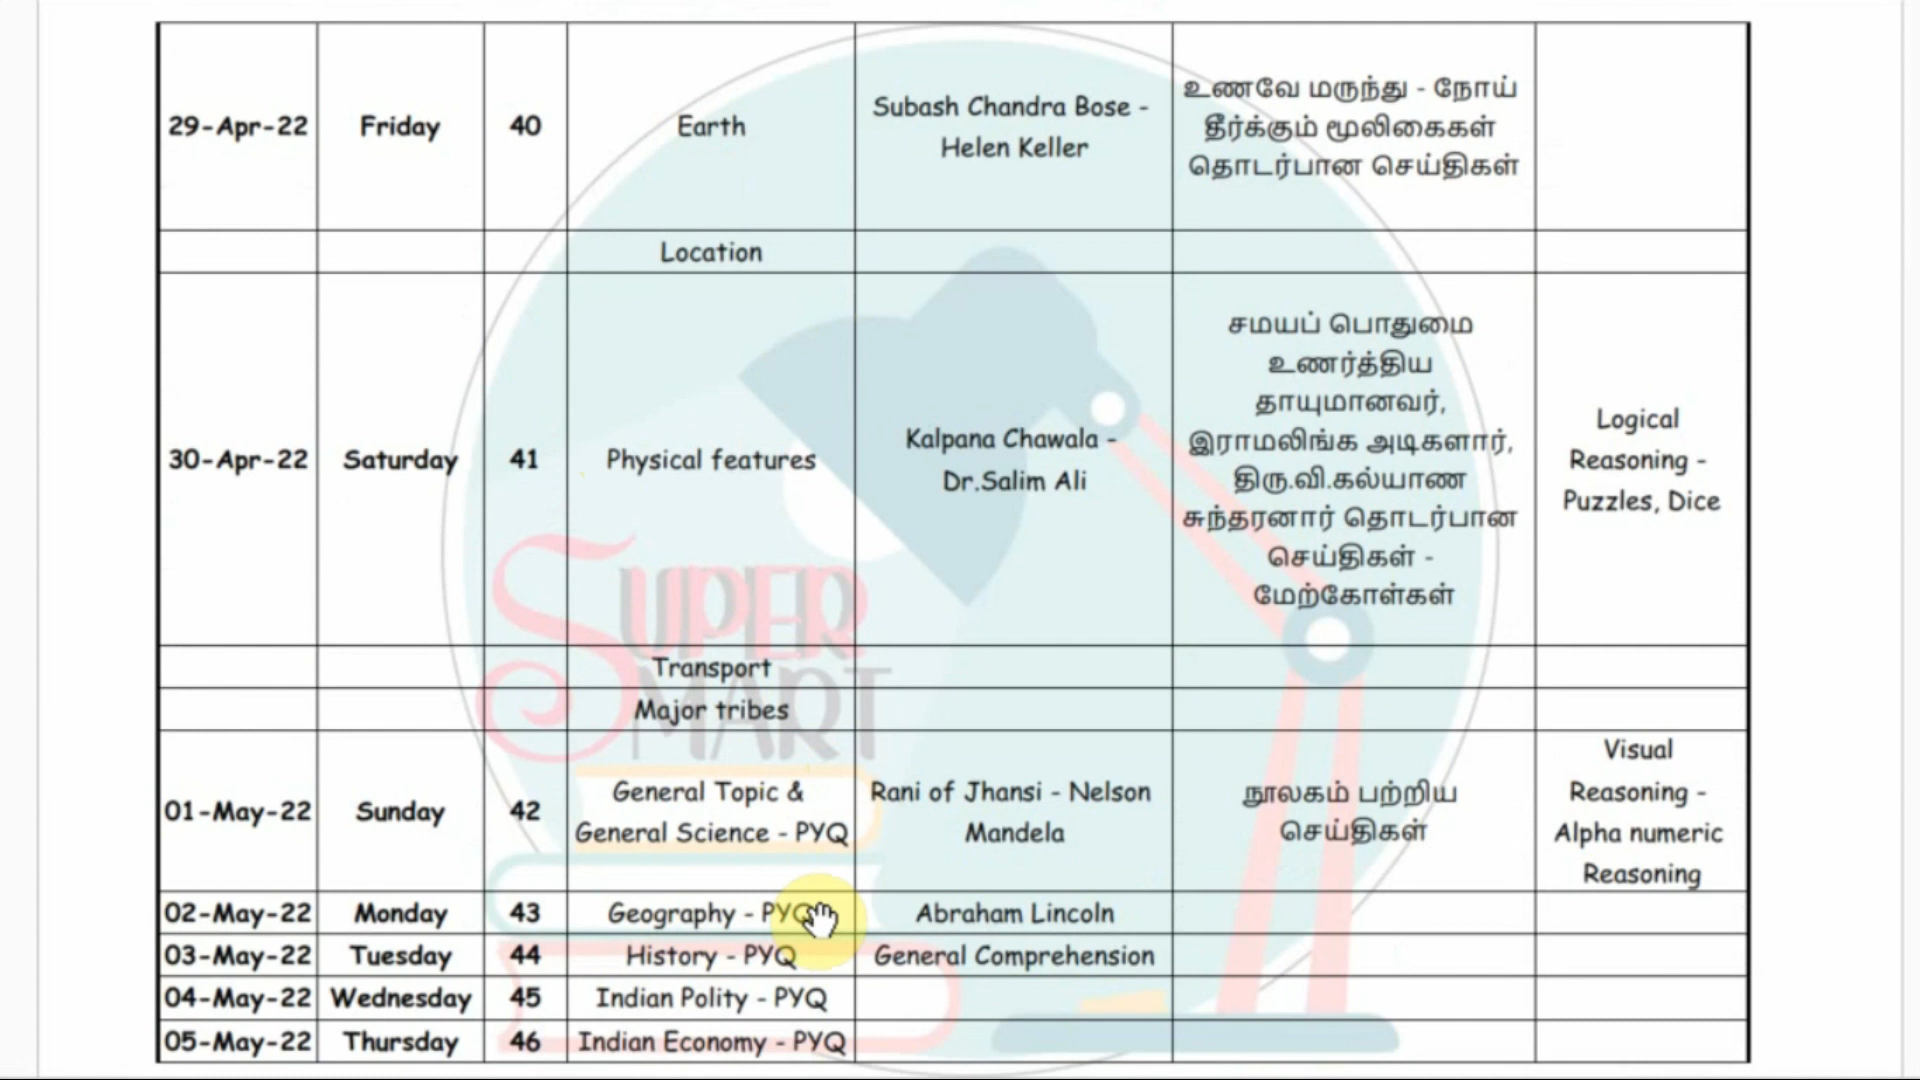 29-Apr-22 Friday 40 Earth Subash Chandra Bose - Helen Keller உணவே மருந்து - நோய் தீர்க்கும் மூலிகைகள் தொடர்பான செய்திகள்
Location
30-Apr-22 Saturday 41 Physical features Kalpana Chawala - Dr.Salim Ali சமயப் பொதுமை உணர்த்திய தாயுமானவர், இராமலிங்க அடிகளார், திரு.வி.கல்யாண சுந்தரனார் தொடர்பான செய்திகள் - மேற்கோள்கள் Logical Reasoning - Puzzles, Dice
Transport
Major tribes
01-May-22 Sunday 42 General Topic & General Science - PYQ Rani of Jhansi - Nelson Mandela நூலகம் பற்றிய செய்திகள் Visual Reasoning - Alpha numeric Reasoning
02-May-22 Monday 43 Geography - PYQ Abraham Lincoln
03-May-22 Tuesday 44 History - PYQ General Comprehension
04-May-22 Wednesday 45 Indian Polity - PYQ
05-May-22 Thursday 46 Indian Economy - PYQ
SUPER
MART